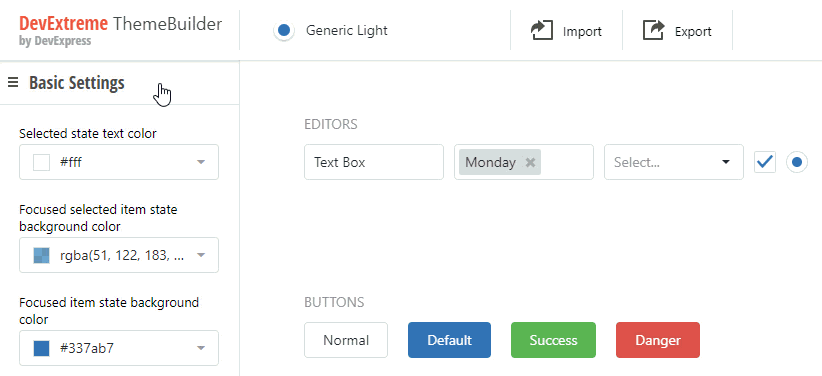 DevExtreme ThemeBuilder
by DevExpress
Generic Light
Import
Export
Basic Settings
Selected state text color
#fff
Focused selected item state
background color
rgba(51, 122, 183, ...
Focused item state background
color
#337ab7
EDITORS
Text Box
Monday
Select...
BUTTONS
Normal
Default
Success
Danger